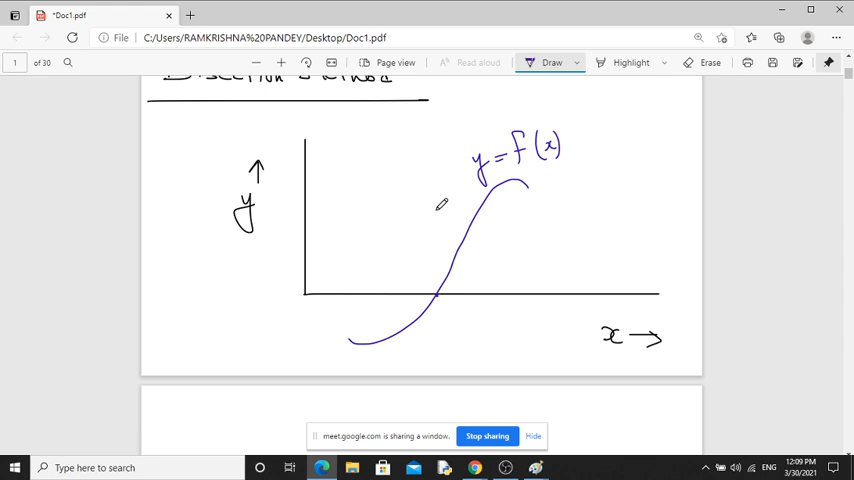 *Doc1.pdf
File C:/Users/RAMKRISHNA%20PANDEY/Desktop/Doc1.pdf
1 of 30 Page view Read aloud Draw Highlight Erase
y = f(x)
y
x
meet.google.com is sharing a window. Stop sharing Hide
Type here to search
ENG
12:09 PM
3/30/2021